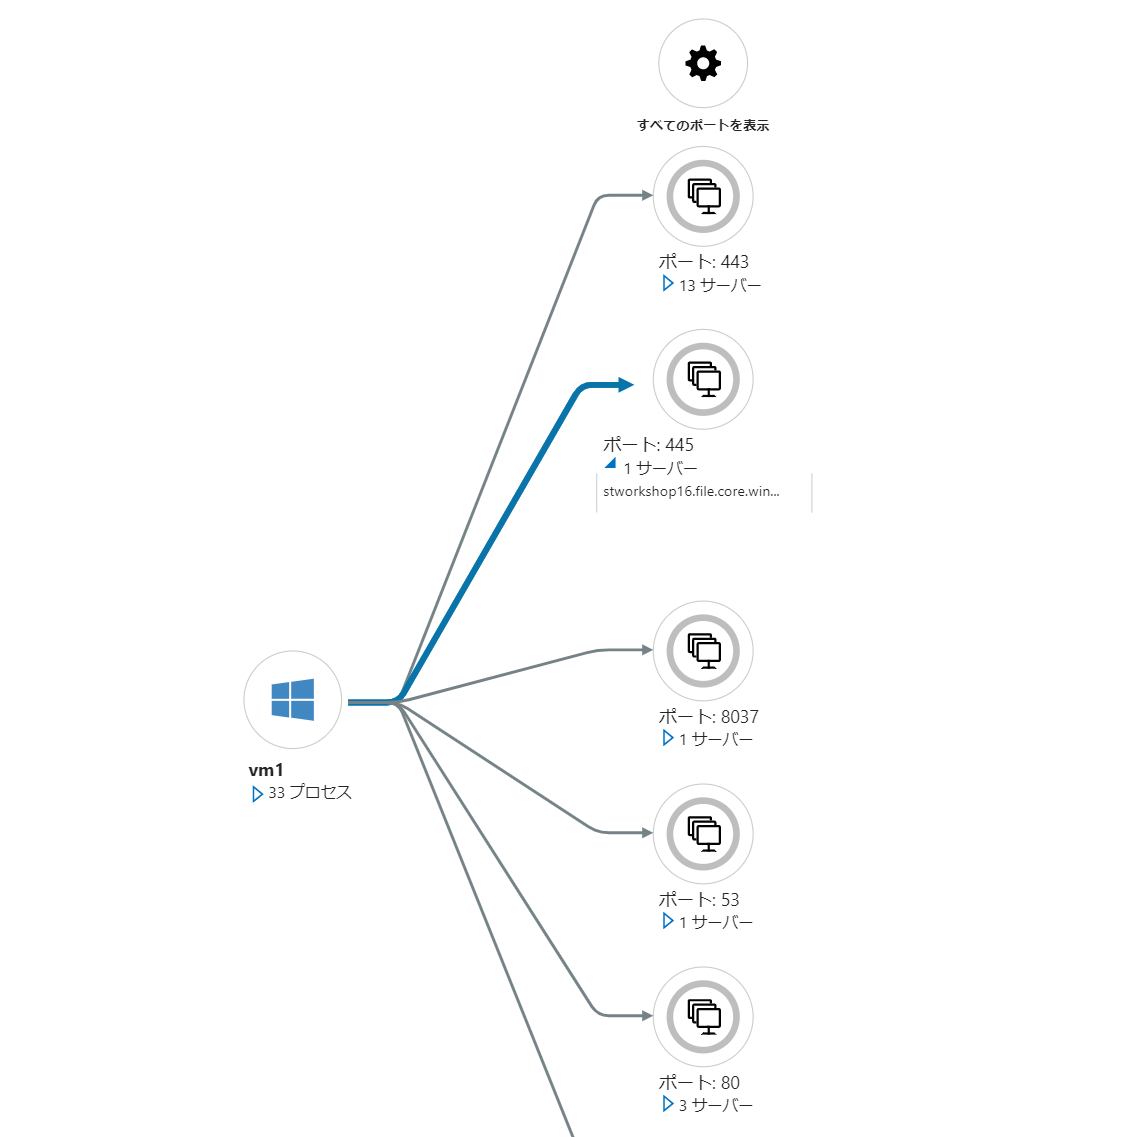 すべてのポートを表示
ポート: 443
13 サーバー
ポート: 445
1 サーバー
stworkshop16.file.core.win...
ポート: 8037
1 サーバー
vm1
33 プロセス
ポート: 53
1 サーバー
ポート: 80
3 サーバー